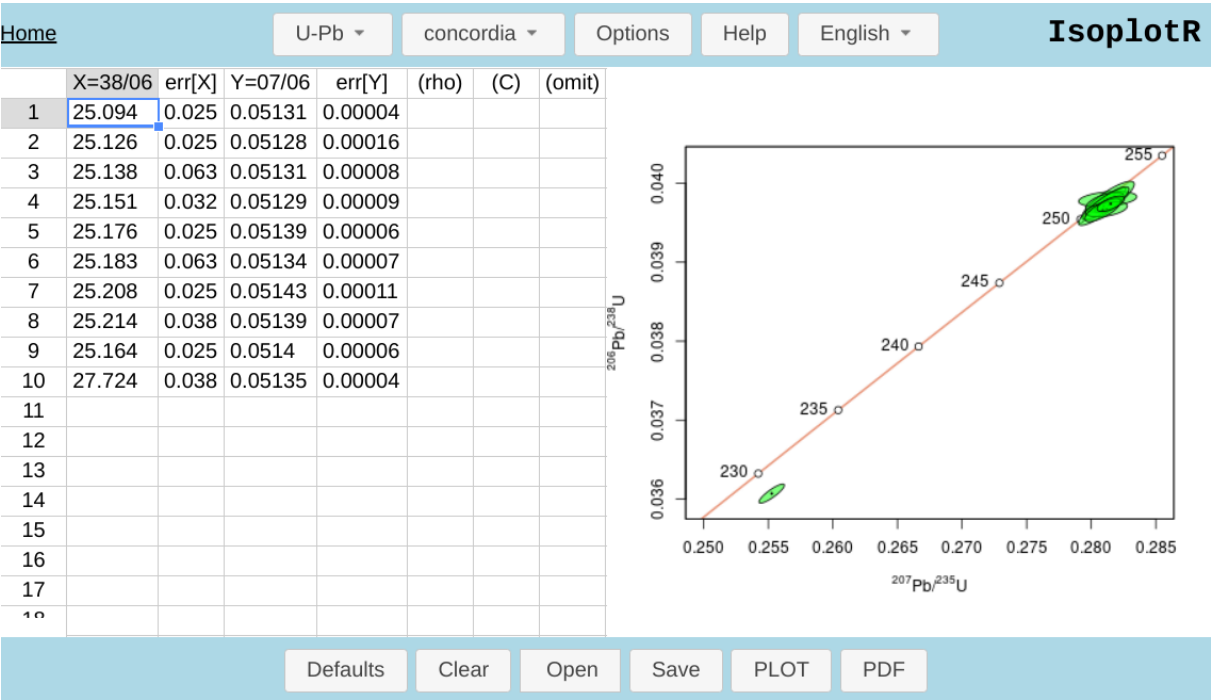 Home U-Pb concordia Options Help English IsoplotR
X=38/06 err[X] Y=07/06 err[Y] (rho) (C) (omit)
1 25.094 0.025 0.05131 0.00004
2 25.126 0.025 0.05128 0.00016
3 25.138 0.063 0.05131 0.00008
4 25.151 0.032 0.05129 0.00009
5 25.176 0.025 0.05139 0.00006
6 25.183 0.063 0.05134 0.00007
7 25.208 0.025 0.05143 0.00011
8 25.214 0.038 0.05139 0.00007
9 25.164 0.025 0.0514 0.00006
10 27.724 0.038 0.05135 0.00004
11
12
13
14
15
16
17
18
206Pb/238U
0.040
0.039
0.038
0.037
0.036
255
250
245
240
235
230
0.250 0.255 0.260 0.265 0.270 0.275 0.280 0.285
207Pb/235U
Defaults Clear Open Save PLOT PDF